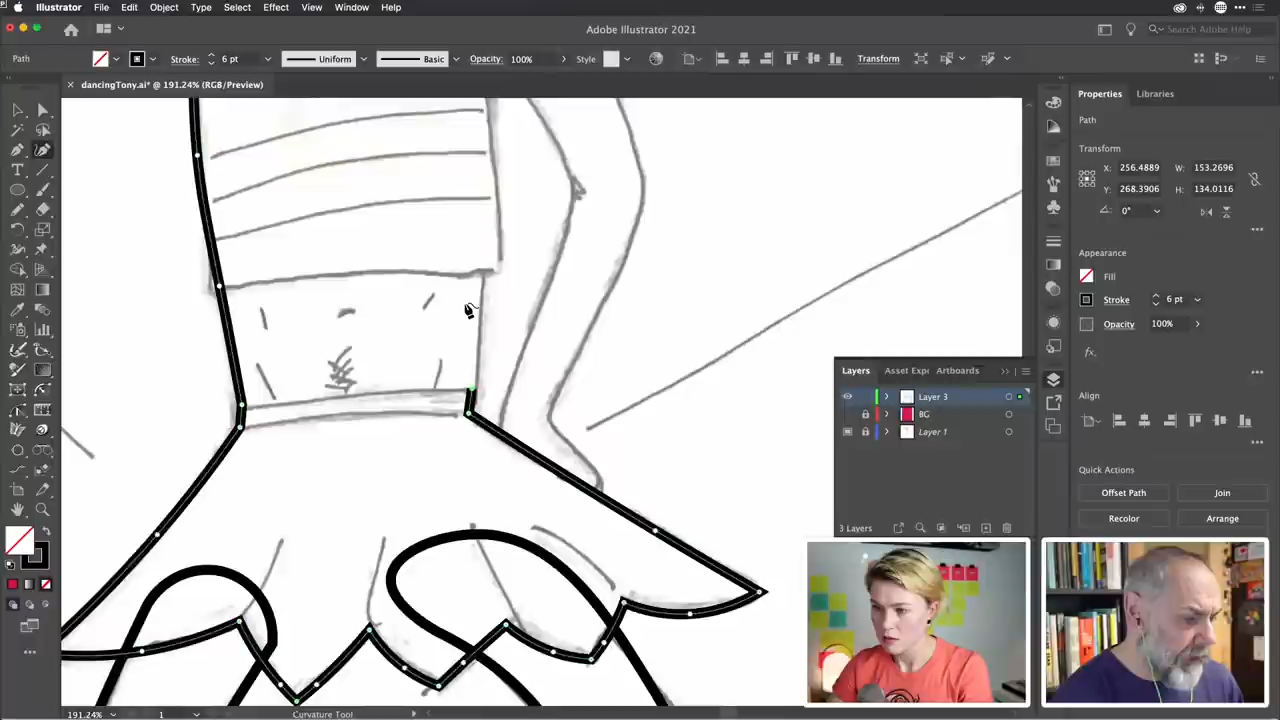 Illustrator File Edit Object Type Select Effect View Window Help
Adobe Illustrator 2021
Search Adobe Help
Path Stroke: 6 pt Uniform Basic Opacity: 100% Style Transform
× dancingTony.ai* @ 191.24% (RGB/Preview)
Properties Libraries
Path
Transform
X: 256.4889 W: 153.2696
Y: 268.3906 H: 134.0116
0°
Appearance
Fill
Stroke 6 pt
Opacity 100%
fx.
Align
Quick Actions
Offset Path Join
Recolor Arrange
Layers Asset Expo Artboards
Layer 3
BG
Layer 1
3 Layers
191.24% 1 Curvature Tool